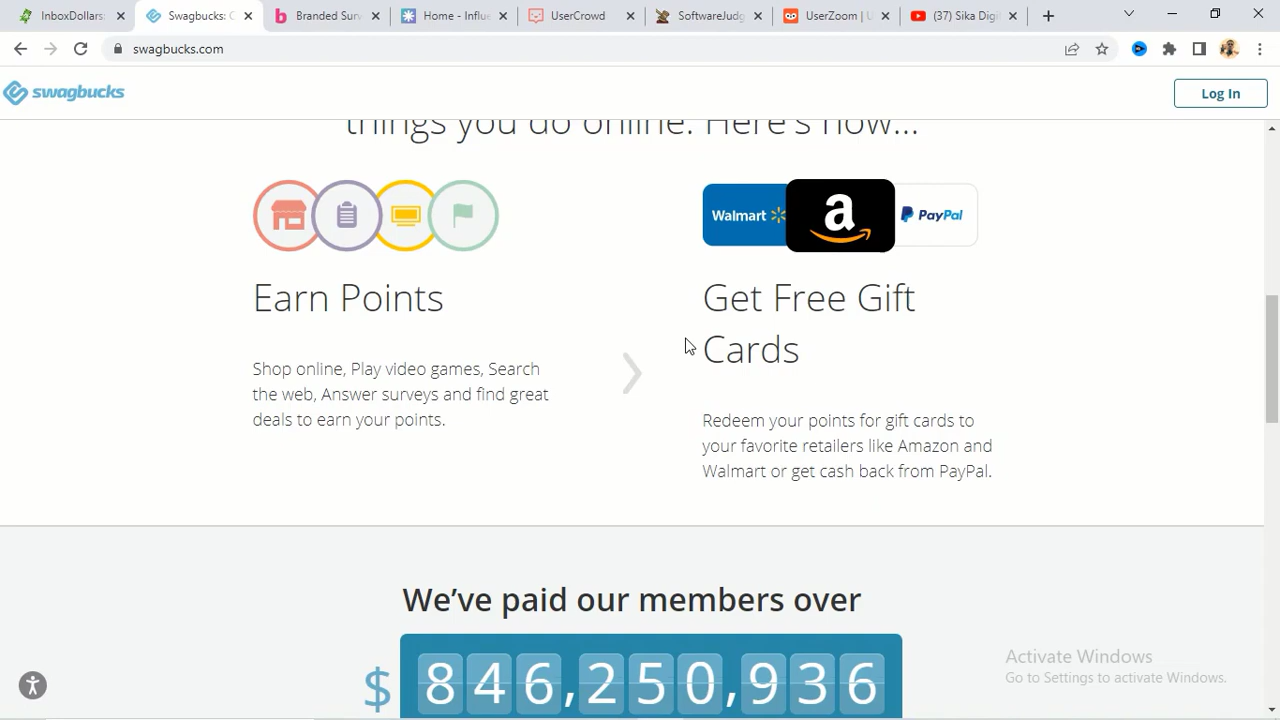 InboxDollars:
Swagbucks: C
Branded Surv
Home - Influe
UserCrowd
SoftwareJudg
UserZoom | U
(37) Sika Digi
swagbucks.com
swagbucks
Log In
things you do online. Here's how...
Walmart
a
PayPal
Earn Points
Get Free Gift
Cards
Shop online, Play video games, Search
the web, Answer surveys and find great
deals to earn your points.
Redeem your points for gift cards to
your favorite retailers like Amazon and
Walmart or get cash back from PayPal.
We've paid our members over
$ 846,250,936
Activate Windows
Go to Settings to activate Windows.